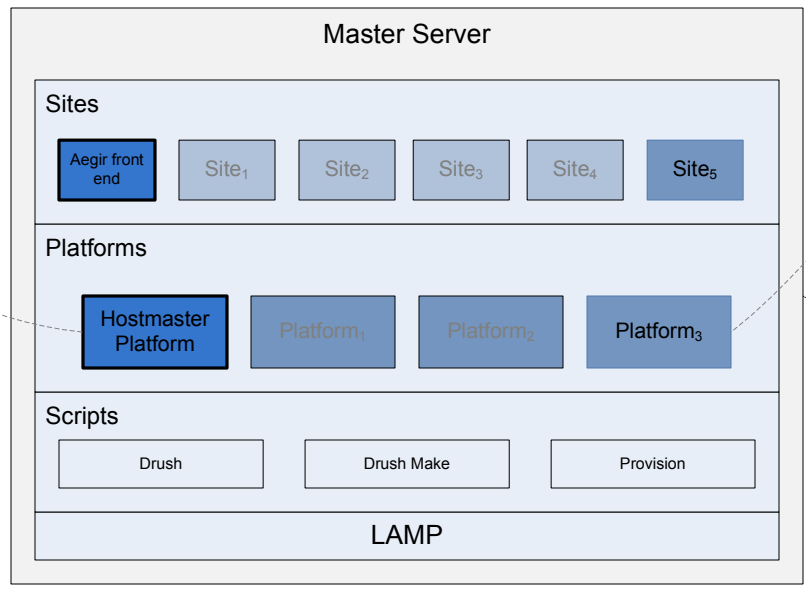 Master Server
Sites
Aegir front
end
Site₁
Site₂
Site₃
Site₄
Site₅
Platforms
Hostmaster
Platform
Platform₁
Platform₂
Platform₃
Scripts
Drush
Drush Make
Provision
LAMP